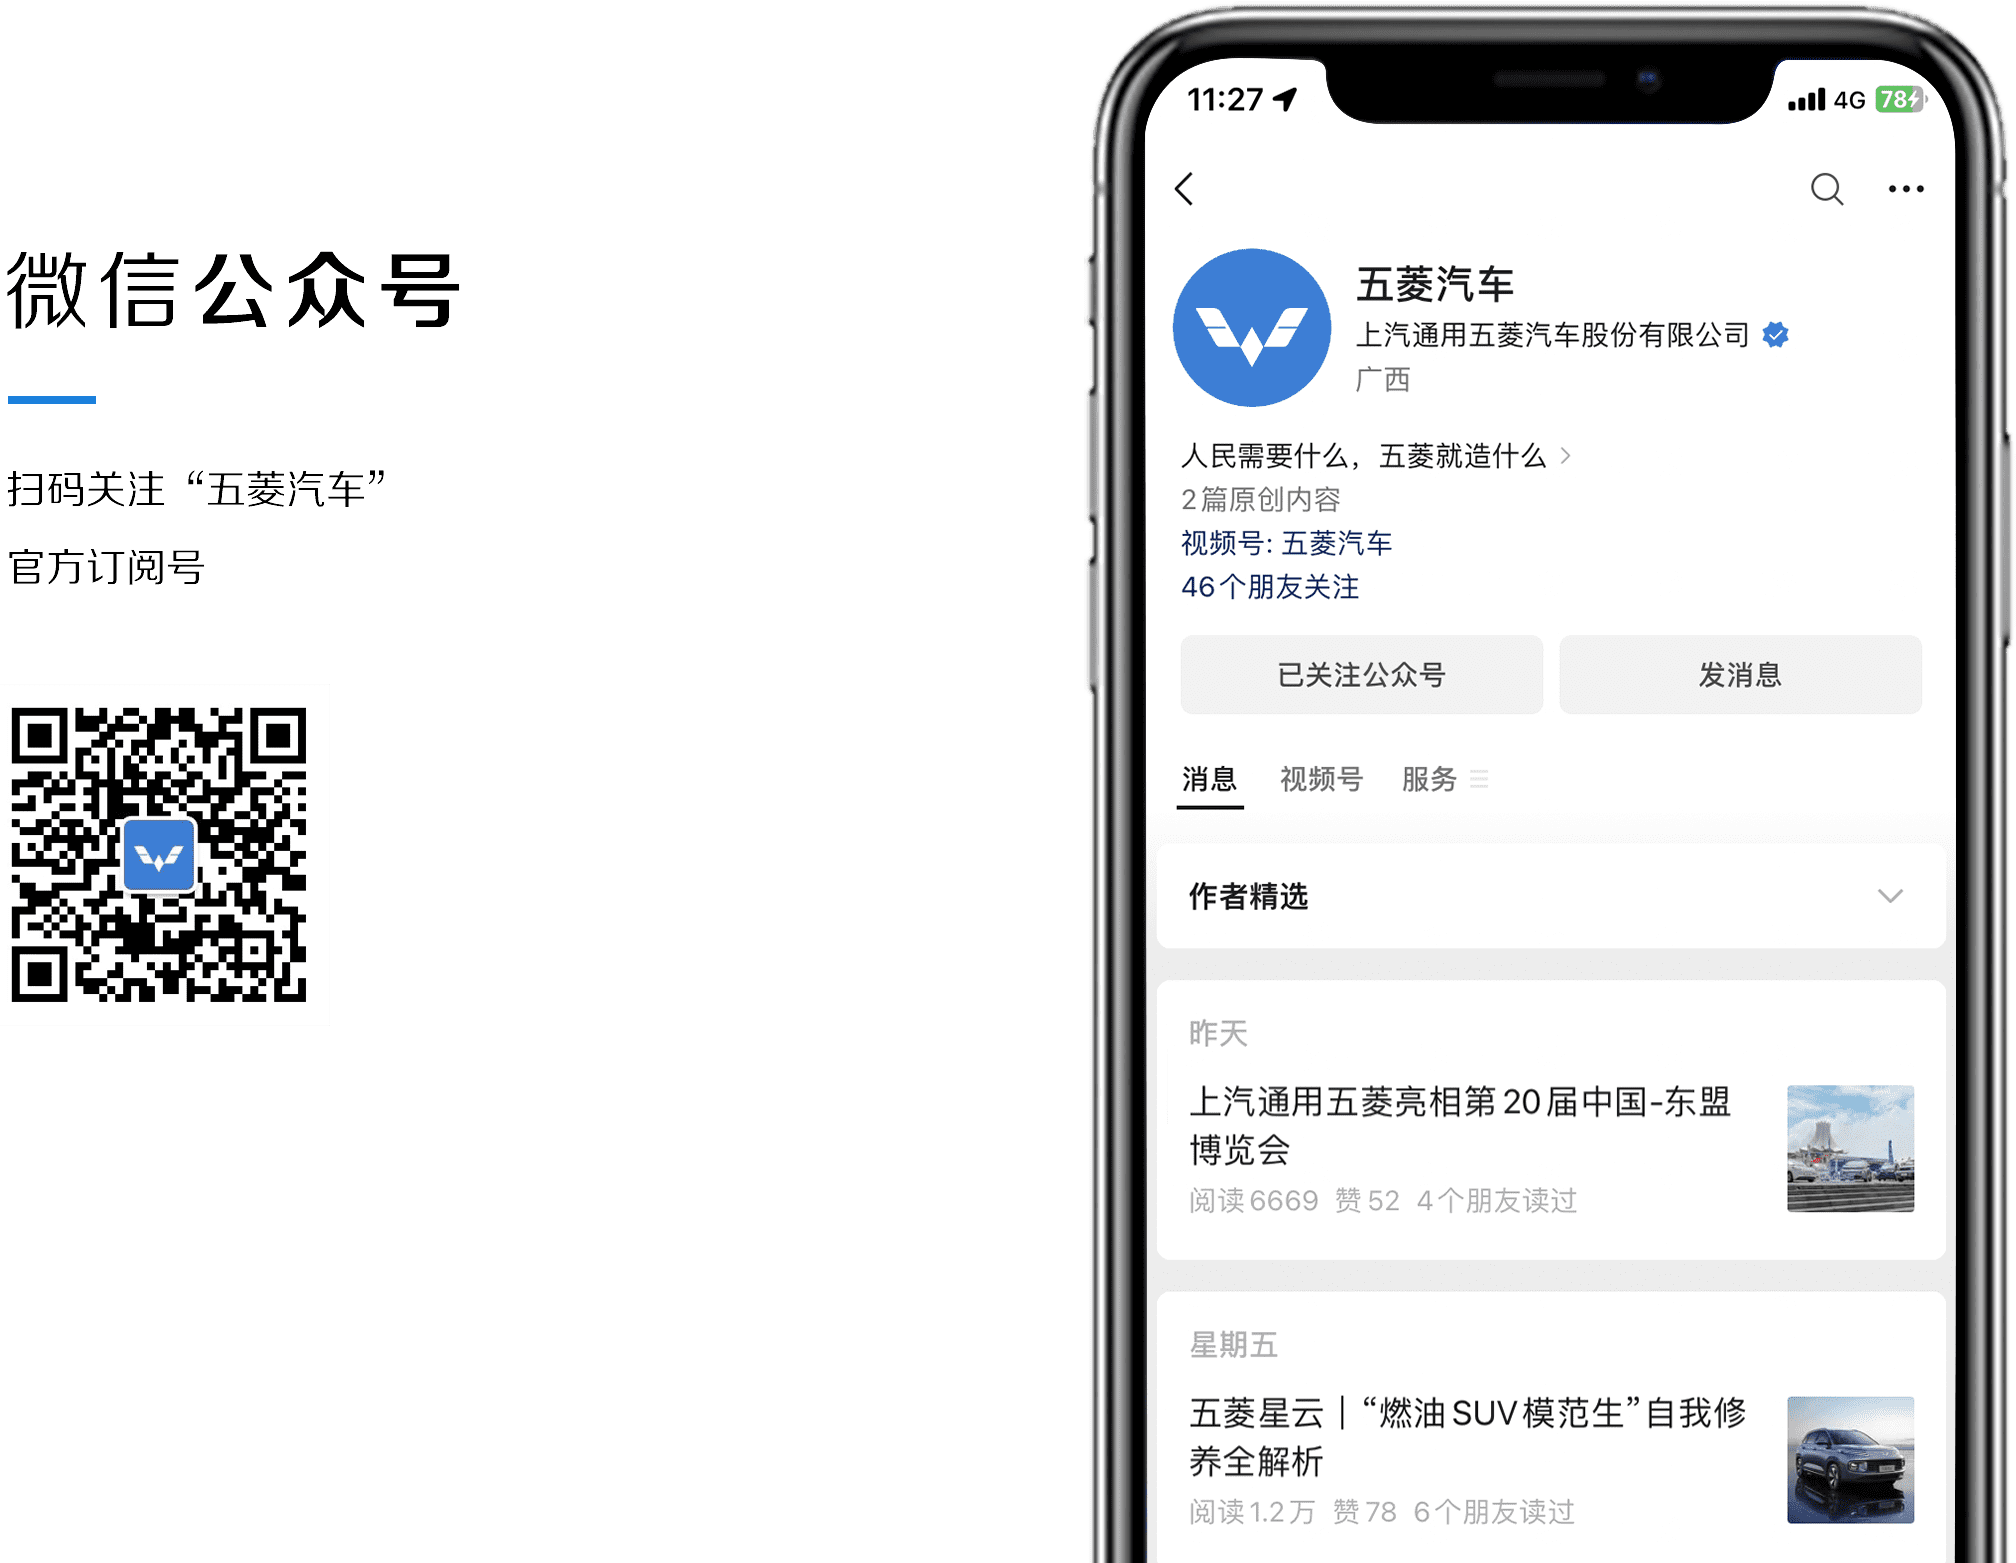 微信公众号
扫码关注“五菱汽车”
官方订阅号
11:27
4G
78
五菱汽车
上汽通用五菱汽车股份有限公司
广西
人民需要什么，五菱就造什么
2篇原创内容
视频号: 五菱汽车
46个朋友关注
已关注公众号
发消息
消息
视频号
服务
作者精选
昨天
上汽通用五菱亮相第20届中国-东盟
博览会
阅读6669 赞52 4个朋友读过
星期五
五菱星云｜“燃油SUV模范生”自我修
养全解析
阅读1.2万 赞78 6个朋友读过